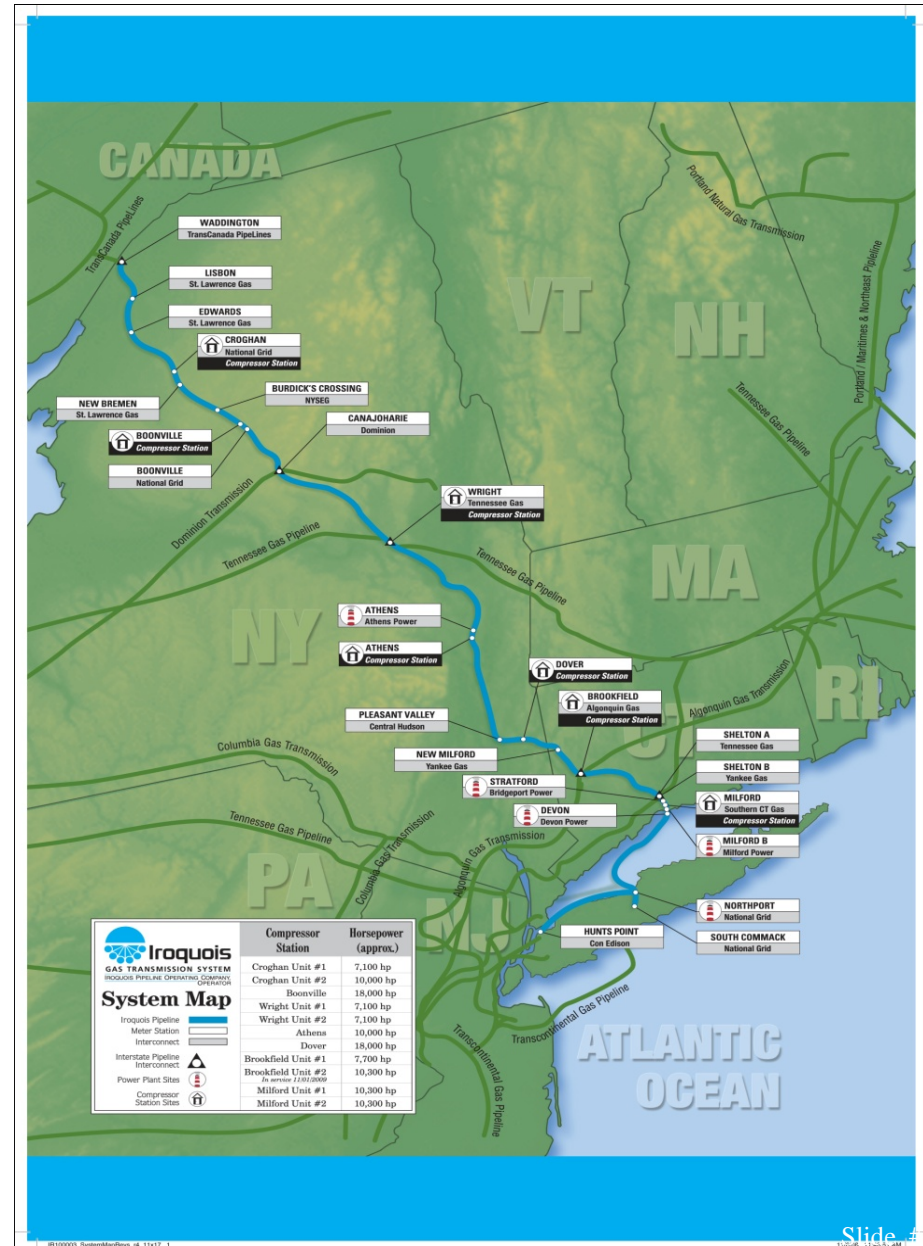 CANADA
TransCanada PipeLines
WADDINGTON
TransCanada PipeLines
LISBON
St. Lawrence Gas
EDWARDS
St. Lawrence Gas
CROGHAN
National Grid
Compressor Station
NEW BREMEN
St. Lawrence Gas
BURDICK'S CROSSING
NYSEG
BOONVILLE
Compressor Station
BOONVILLE
National Grid
CANAJOHARIE
Dominion
WRIGHT
Tennessee Gas
Compressor Station
VT
NH
Portland Natural Gas Transmission
Portland / Maritimes & Northeast Pipleline
Tennessee Gas Pipeline
Dominion Transmission
Tennessee Gas Pipeline
Tennessee Gas Pipeline
MA
NY
ATHENS
Athens Power
ATHENS
Compressor Station
DOVER
Compressor Station
BROOKFIELD
Algonquin Gas
Compressor Station
Algonquin Gas Transmission
RI
CT
PLEASANT VALLEY
Central Hudson
NEW MILFORD
Yankee Gas
STRATFORD
Bridgeport Power
DEVON
Devon Power
SHELTON A
Tennessee Gas
SHELTON B
Yankee Gas
MILFORD
Southern CT Gas
Compressor Station
MILFORD B
Milford Power
NORTHPORT
National Grid
SOUTH COMMACK
National Grid
HUNTS POINT
Con Edison
Columbia Gas Transmission
Tennessee Gas Pipeline
Columbia Gas Transmission
Algonquin Gas Transmission
PA
NJ
Transcontinental Gas Pipeline
Transcontinental Gas Pipeline
ATLANTIC
OCEAN
Iroquois
GAS TRANSMISSION SYSTEM
IROQUOIS PIPELINE OPERATING COMPANY,
OPERATOR
System Map
Iroquois Pipeline
Meter Station
Interconnect
Interstate Pipeline
Interconnect
Power Plant Sites
Compressor
Station Sites
Compressor Station Horsepower (approx.)
Croghan Unit #1 7,100 hp
Croghan Unit #2 10,000 hp
Boonville 18,000 hp
Wright Unit #1 7,100 hp
Wright Unit #2 7,100 hp
Athens 10,000 hp
Dover 18,000 hp
Brookfield Unit #1 7,700 hp
Brookfield Unit #2 10,300 hp
In service 11/01/2009
Milford Unit #1 10,300 hp
Milford Unit #2 10,300 hp
Slide #